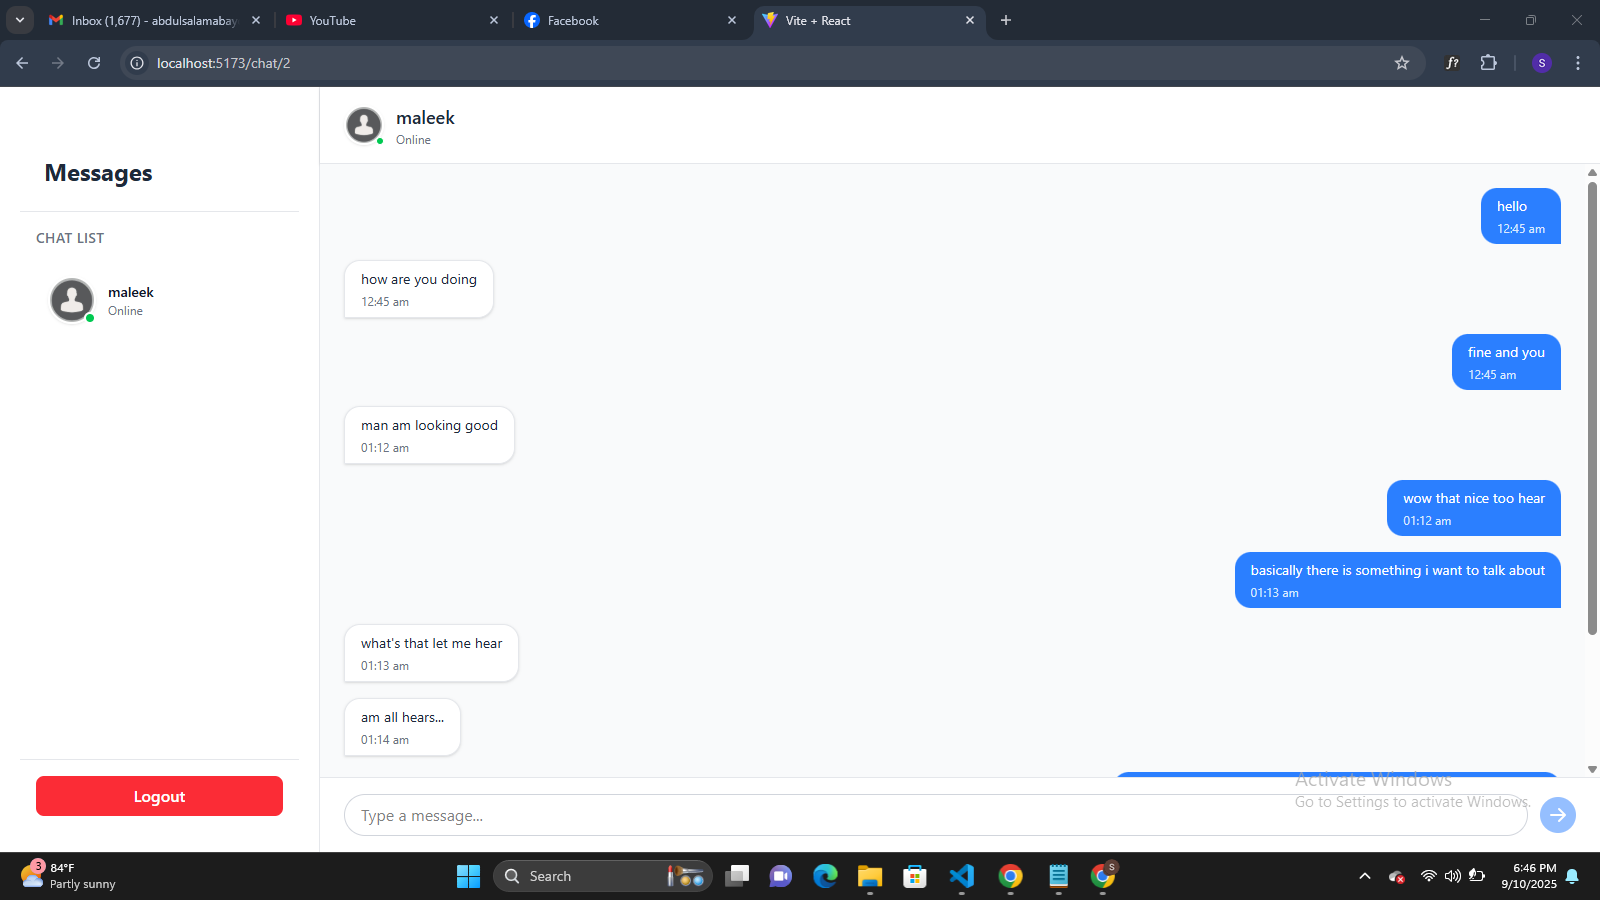 Inbox (1,677) - abdulsalamabay
YouTube
Facebook
Vite + React
localhost:5173/chat/2
f?
S
Messages
CHAT LIST
maleek
Online
Logout
maleek
Online
hello
12:45 am
how are you doing
12:45 am
fine and you
12:45 am
man am looking good
01:12 am
wow that nice too hear
01:12 am
basically there is something i want to talk about
01:13 am
what's that let me hear
01:13 am
am all hears...
01:14 am
Type a message...
Activate Windows
Go to Settings to activate Windows.
3
84°F
Partly sunny
Search
S
6:46 PM
9/10/2025